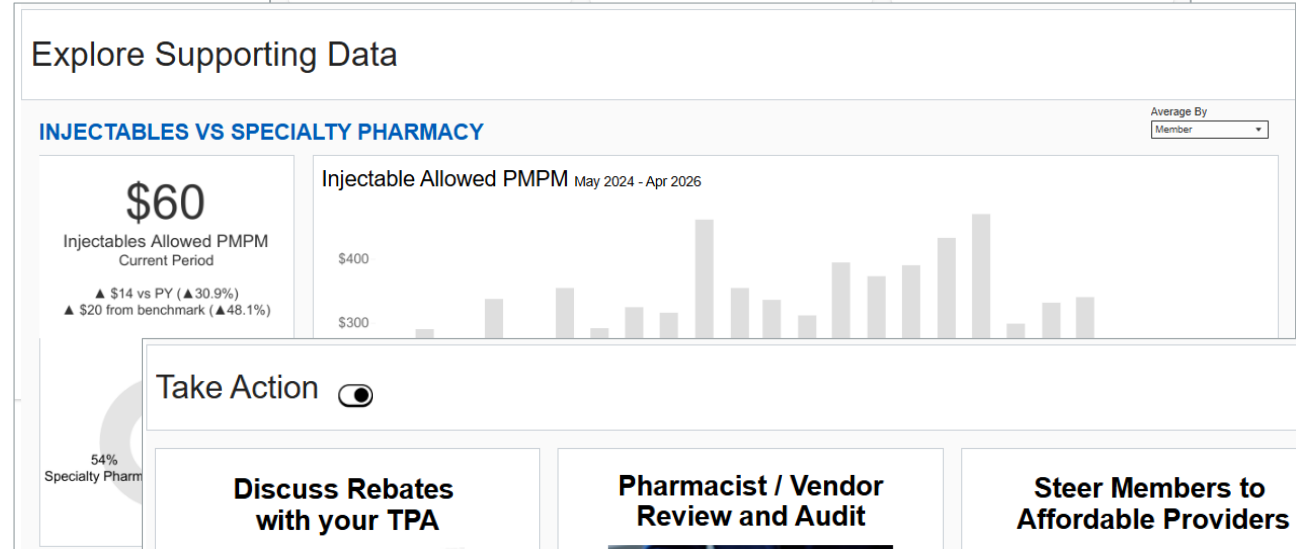 Explore Supporting Data
INJECTABLES VS SPECIALTY PHARMACY
Average By
Member
$60
Injectables Allowed PMPM
Current Period
▲ $14 vs PY (▲30.9%)
▲ $20 from benchmark (▲48.1%)
Injectable Allowed PMPM May 2024 - Apr 2026
$400
$300
54%
Specialty Pharm
Take Action
Discuss Rebates
with your TPA
Pharmacist / Vendor
Review and Audit
Steer Members to
Affordable Providers